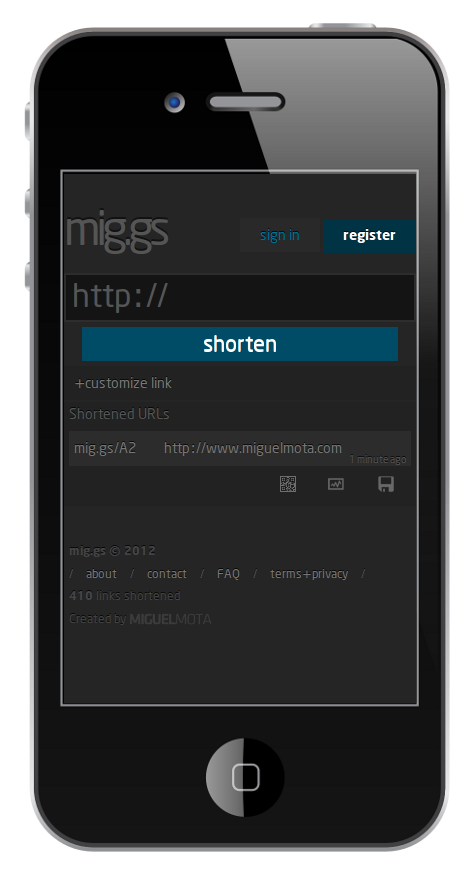 mig.gs
sign in register
http://
shorten
+customize link
Shortened URLs
mig.gs/A2 http://www.miguelmota.com 1 minute ago
mig.gs © 2012
/ about / contact / FAQ / terms+privacy /
410 links shortened
Created by MIGUELMOTA